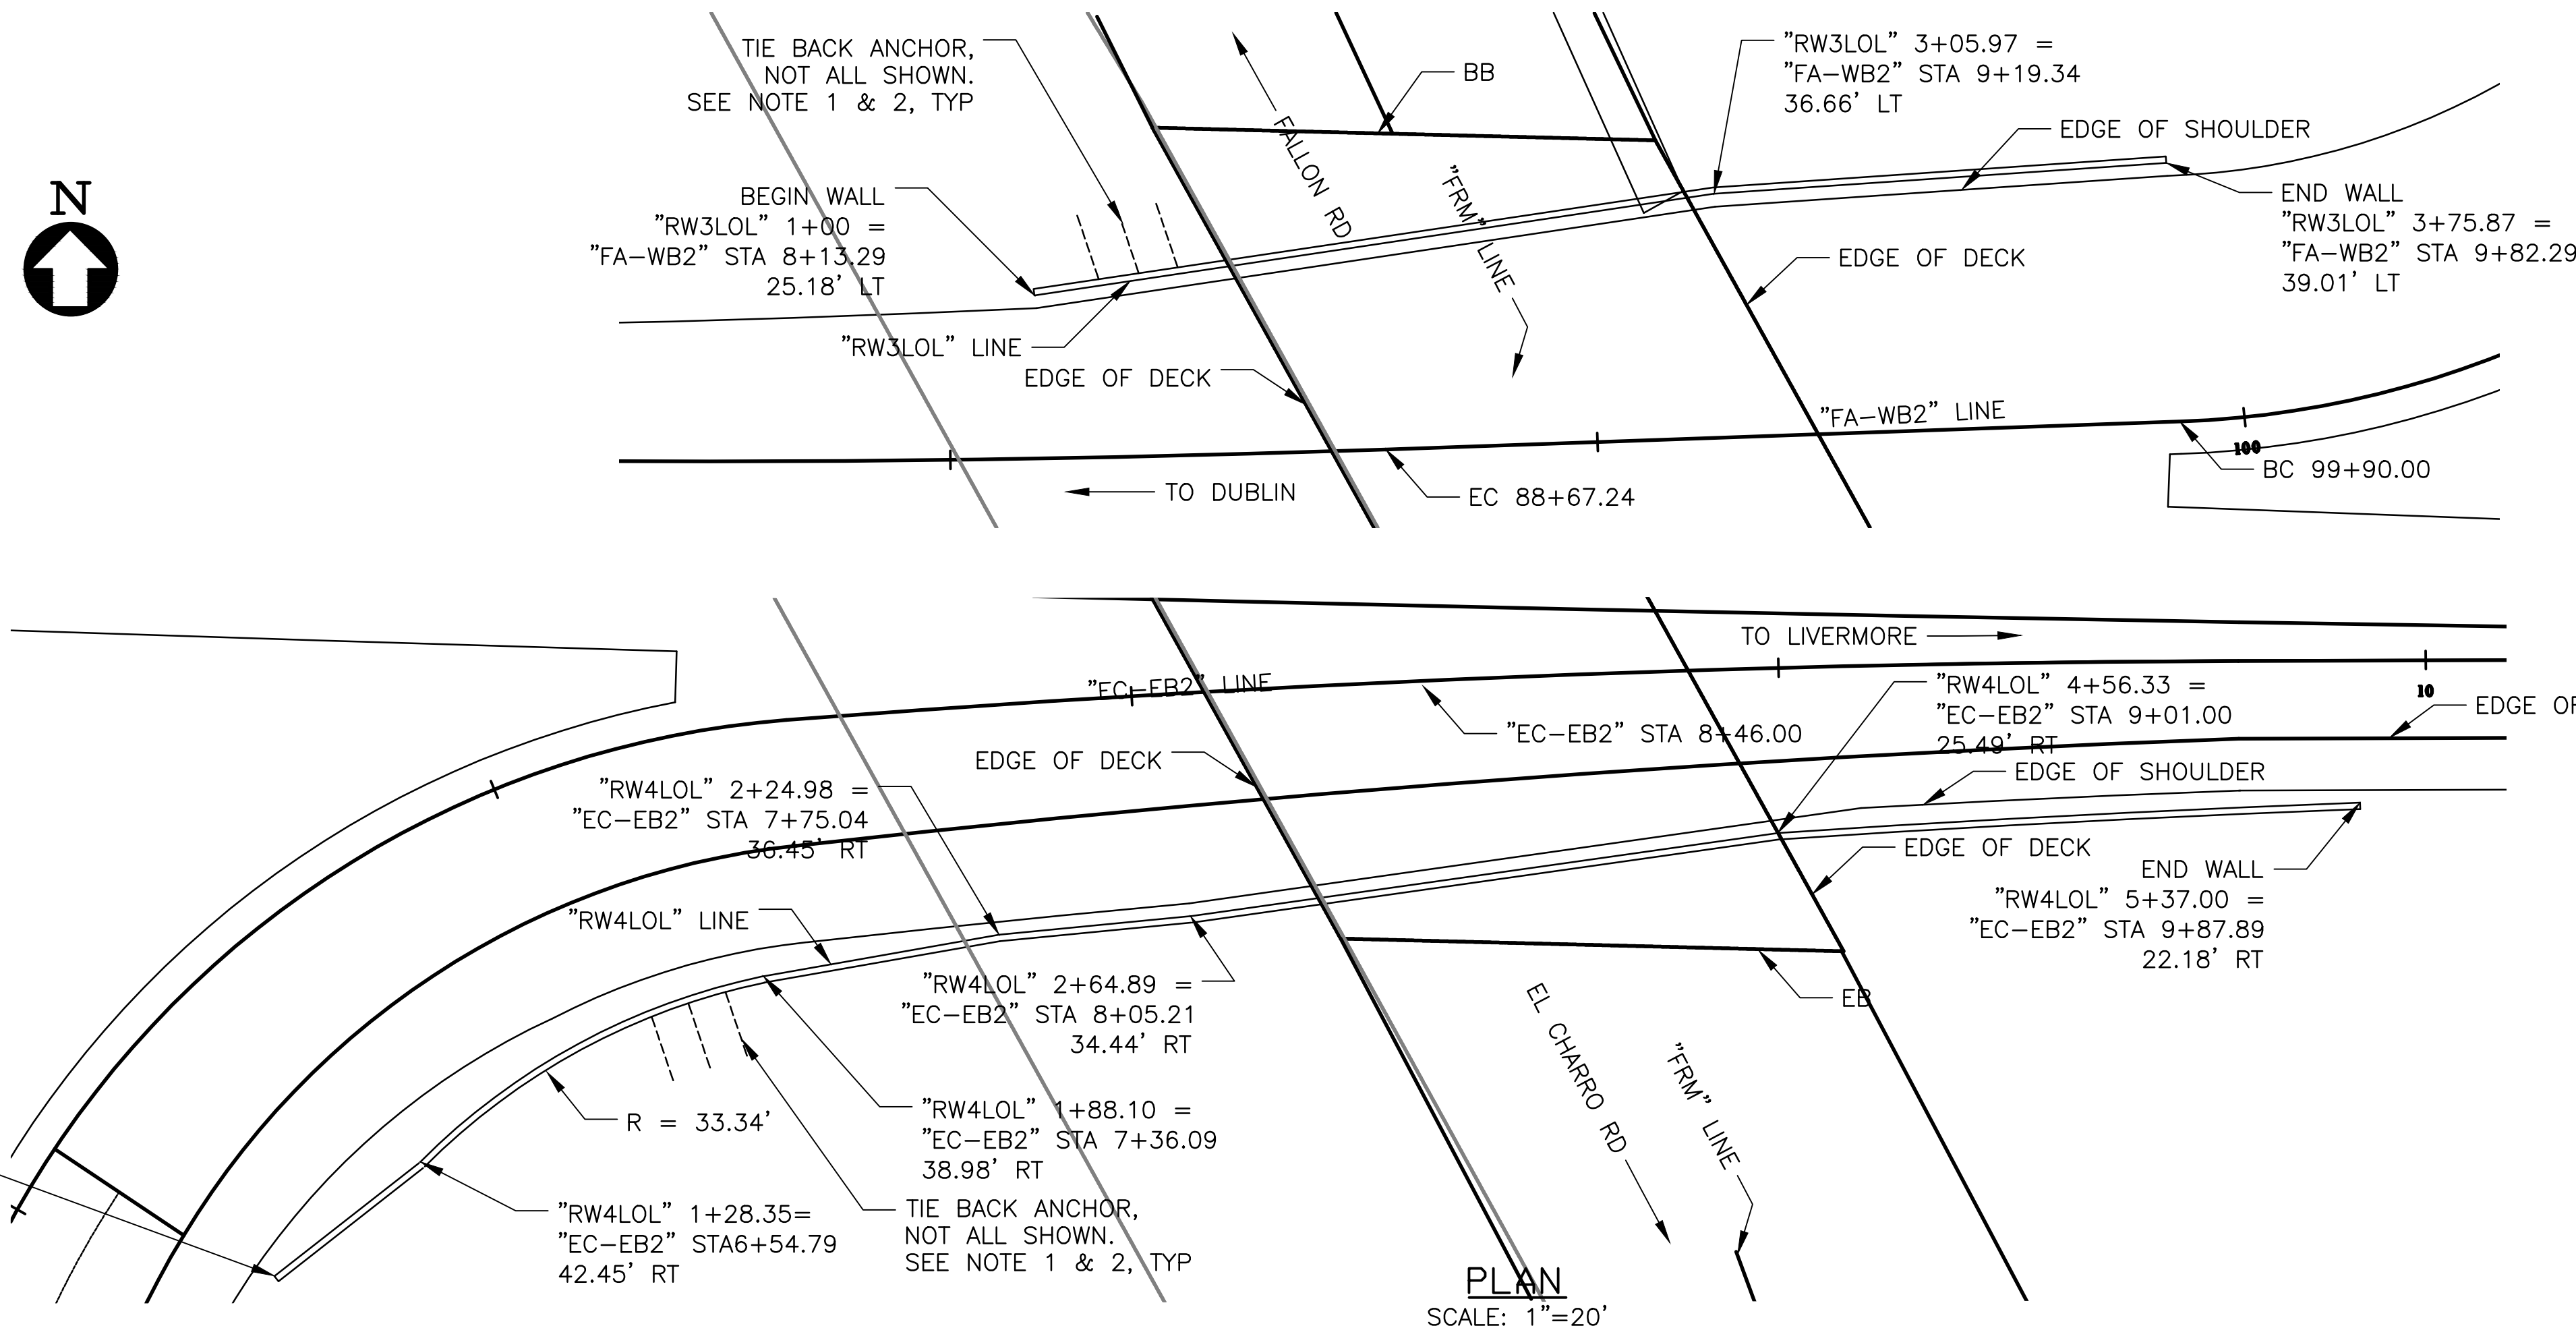 TIE BACK ANCHOR,
NOT ALL SHOWN.
SEE NOTE 1 & 2, TYP
BB
"RW3LOL" 3+05.97 =
"FA-WB2" STA 9+19.34
36.66' LT
EDGE OF SHOULDER
N
BEGIN WALL
"RW3LOL" 1+00 =
"FA-WB2" STA 8+13.29
25.18' LT
FALLON RD
"FRM" LINE
END WALL
"RW3LOL" 3+75.87 =
"FA-WB2" STA 9+82.29
39.01' LT
EDGE OF DECK
"RW3LOL" LINE
EDGE OF DECK
"FA-WB2" LINE
100
BC 99+90.00
TO DUBLIN
EC 88+67.24
TO LIVERMORE
"EC-EB2" LINE
"RW4LOL" 4+56.33 =
"EC-EB2" STA 9+01.00
25.49' RT
10
EDGE OF
"EC-EB2" STA 8+46.00
EDGE OF DECK
EDGE OF SHOULDER
"RW4LOL" 2+24.98 =
"EC-EB2" STA 7+75.04
36.45' RT
EDGE OF DECK
END WALL
"RW4LOL" 5+37.00 =
"EC-EB2" STA 9+87.89
22.18' RT
"RW4LOL" LINE
"RW4LOL" 2+64.89 =
"EC-EB2" STA 8+05.21
34.44' RT
EB
EL CHARRO RD
"FRM" LINE
R = 33.34'
"RW4LOL" 1+88.10 =
"EC-EB2" STA 7+36.09
38.98' RT
"RW4LOL" 1+28.35=
"EC-EB2" STA6+54.79
42.45' RT
TIE BACK ANCHOR,
NOT ALL SHOWN.
SEE NOTE 1 & 2, TYP
PLAN
SCALE: 1"=20'